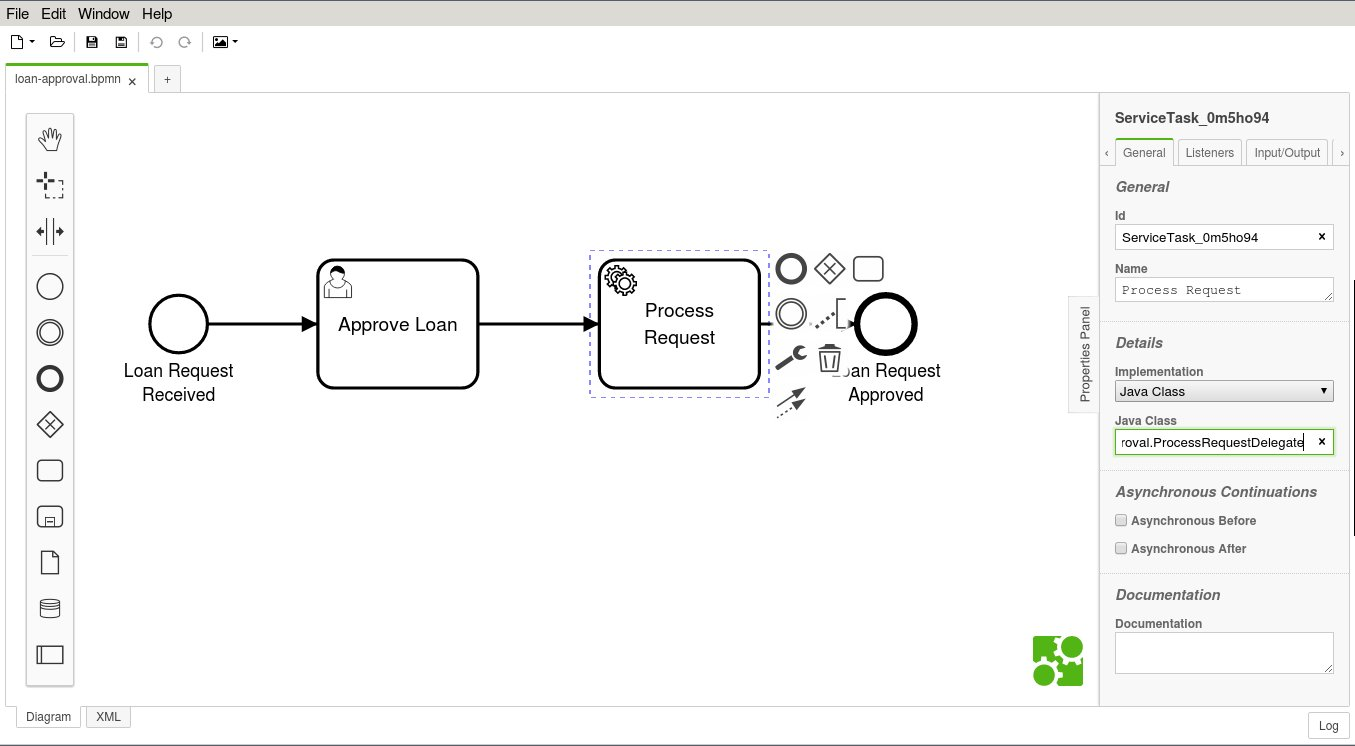 File Edit Window Help
loan-approval.bpmn
+
Loan Request
Received
Approve Loan
Process
Request
oan Request
Approved
Properties Panel
ServiceTask_0m5ho94
General Listeners Input/Output
General
Id
ServiceTask_0m5ho94
Name
Process Request
Details
Implementation
Java Class
Java Class
roval.ProcessRequestDelegate
Asynchronous Continuations
Asynchronous Before
Asynchronous After
Documentation
Documentation
Diagram XML
Log